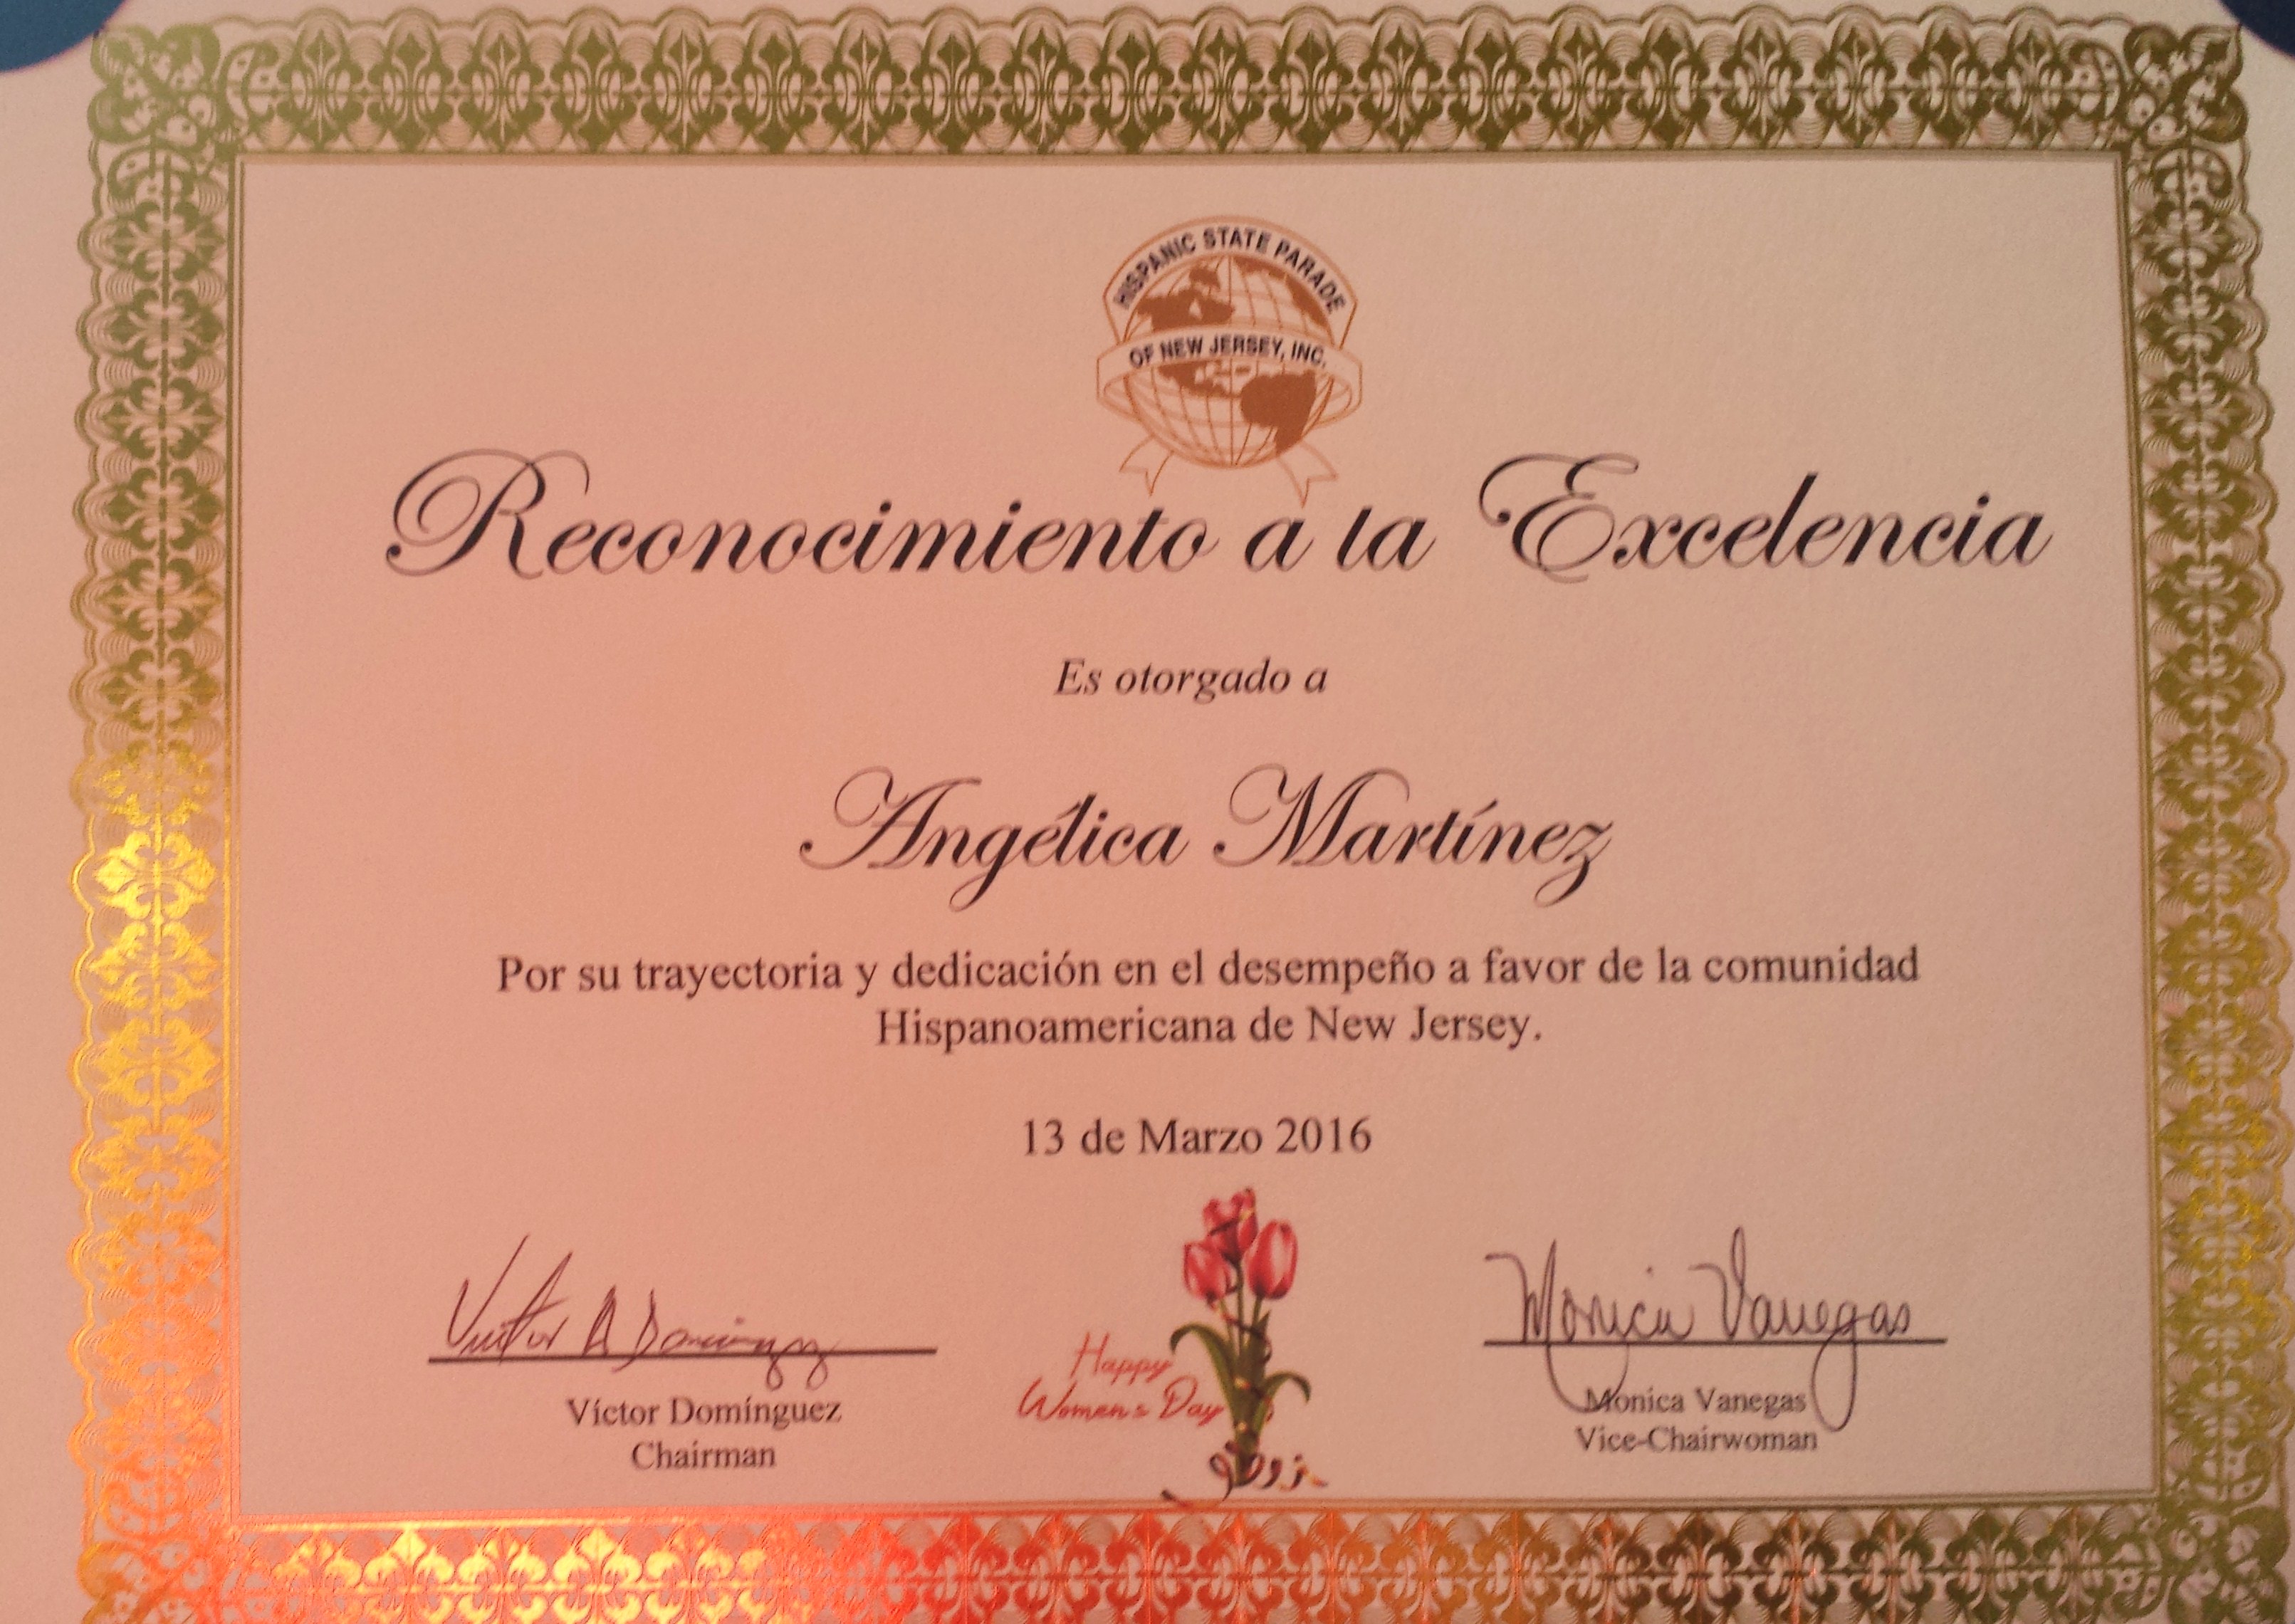 HISPANIC STATE PARADE
OF NEW JERSEY, INC.
Reconocimiento a la Excelencia
Es otorgado a
Angélica Martínez
Por su trayectoria y dedicación en el desempeño a favor de la comunidad
Hispanoamericana de New Jersey.
13 de Marzo 2016
Victor A Dominguez
Monica Vanegas
Happy
Women's Day
Víctor Domínguez
Chairman
Monica Vanegas
Vice-Chairwoman